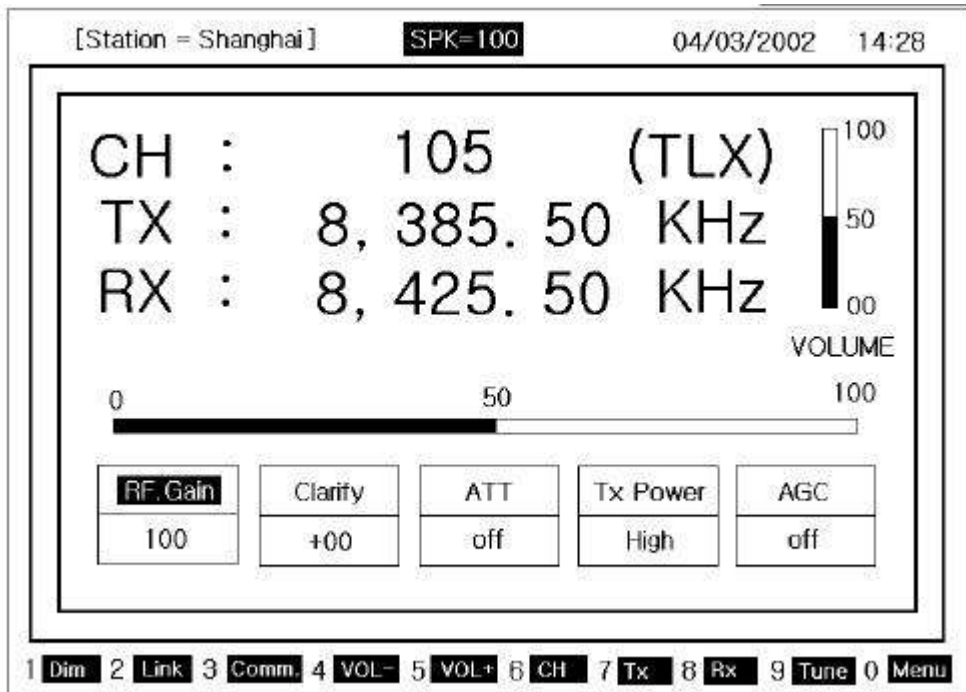 [Station = Shanghai] SPK=100 04/03/2002 14:28
CH : 105 (TLX)
TX : 8, 385. 50 KHz
RX : 8, 425. 50 KHz
100
50
00
VOLUME
0 50 100
RF.Gain Clarify ATT Tx Power AGC
100 +00 off High off
1 Dim 2 Link 3 Comm. 4 VOL- 5 VOL+ 6 CH 7 Tx 8 Rx 9 Tune 0 Menu